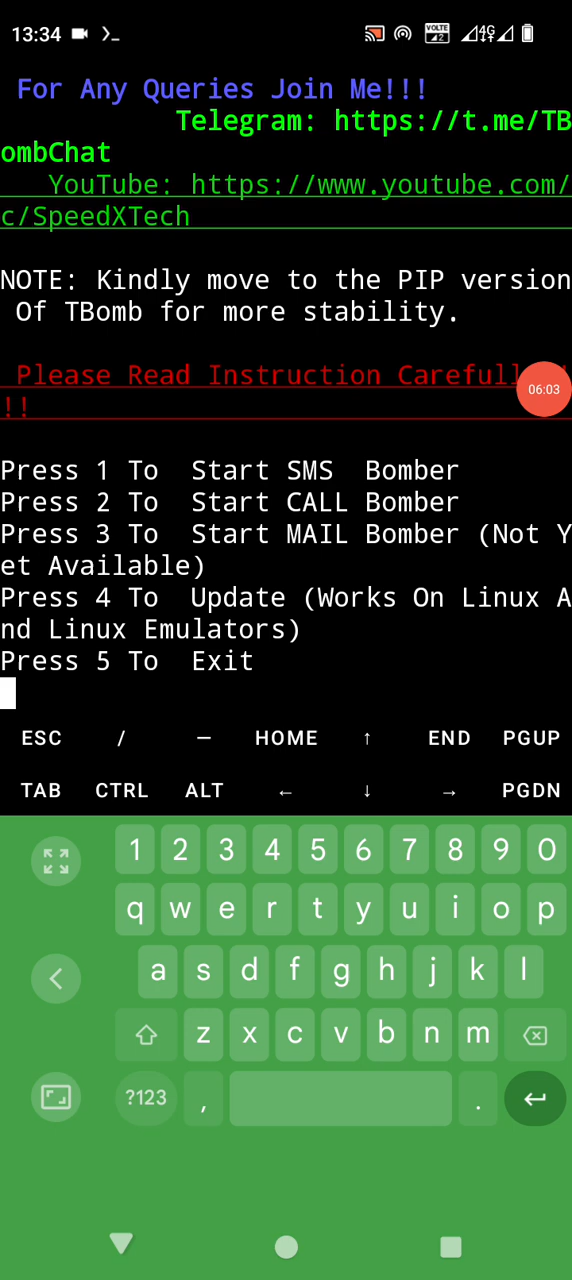 13:34
VOLTE 2 4G
For Any Queries Join Me!!!
Telegram: https://t.me/TB
ombChat
YouTube: https://www.youtube.com/
c/SpeedXTech
NOTE: Kindly move to the PIP version
Of TBomb for more stability.
Please Read Instruction Carefull
!!
06:03
Press 1 To  Start SMS  Bomber
Press 2 To  Start CALL Bomber
Press 3 To  Start MAIL Bomber (Not Y
et Available)
Press 4 To  Update (Works On Linux A
nd Linux Emulators)
Press 5 To  Exit
ESC / — HOME ↑ END PGUP
TAB CTRL ALT ← ↓ → PGDN
1 2 3 4 5 6 7 8 9 0
q w e r t y u i o p
a s d f g h j k l
z x c v b n m
?123 , .